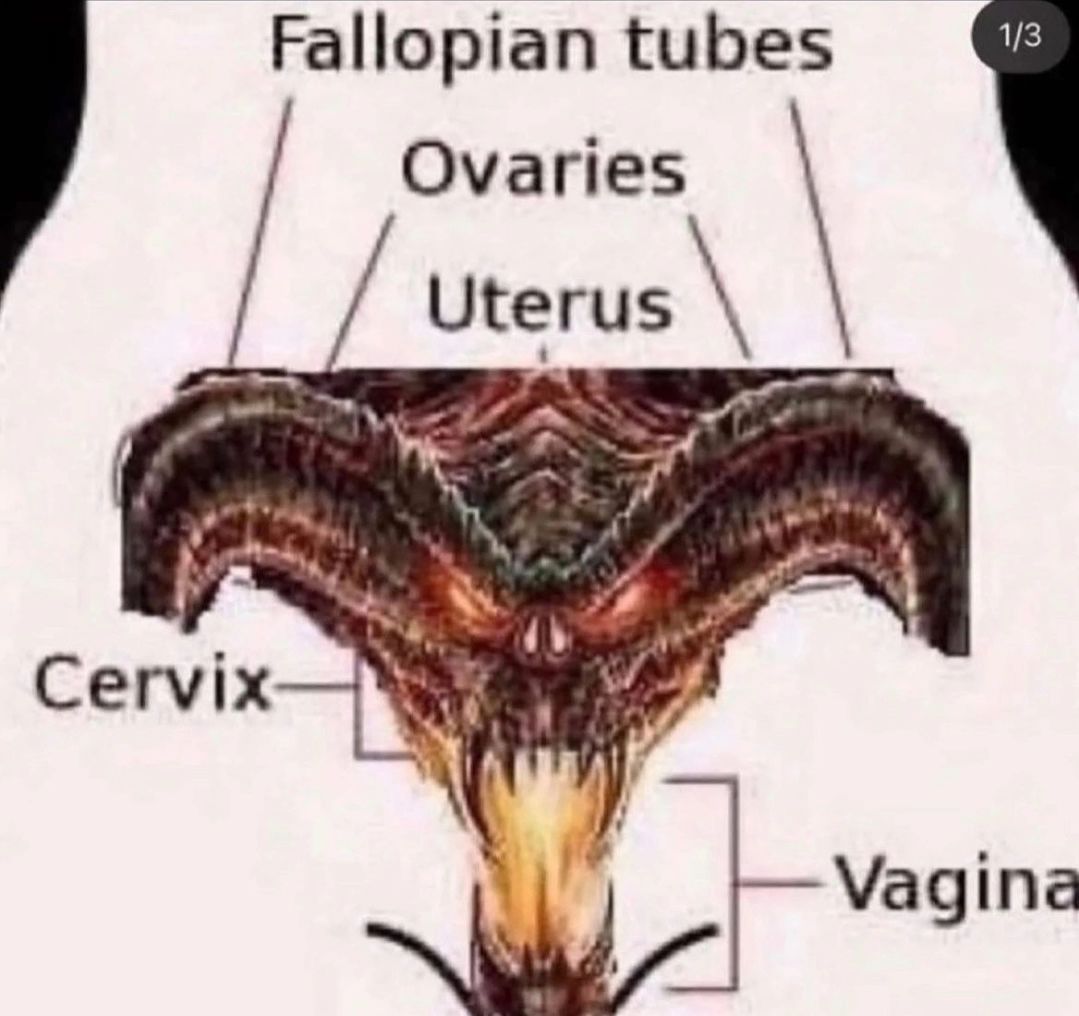 1/3
Fallopian tubes
Ovaries
Uterus
Cervix
Vagina